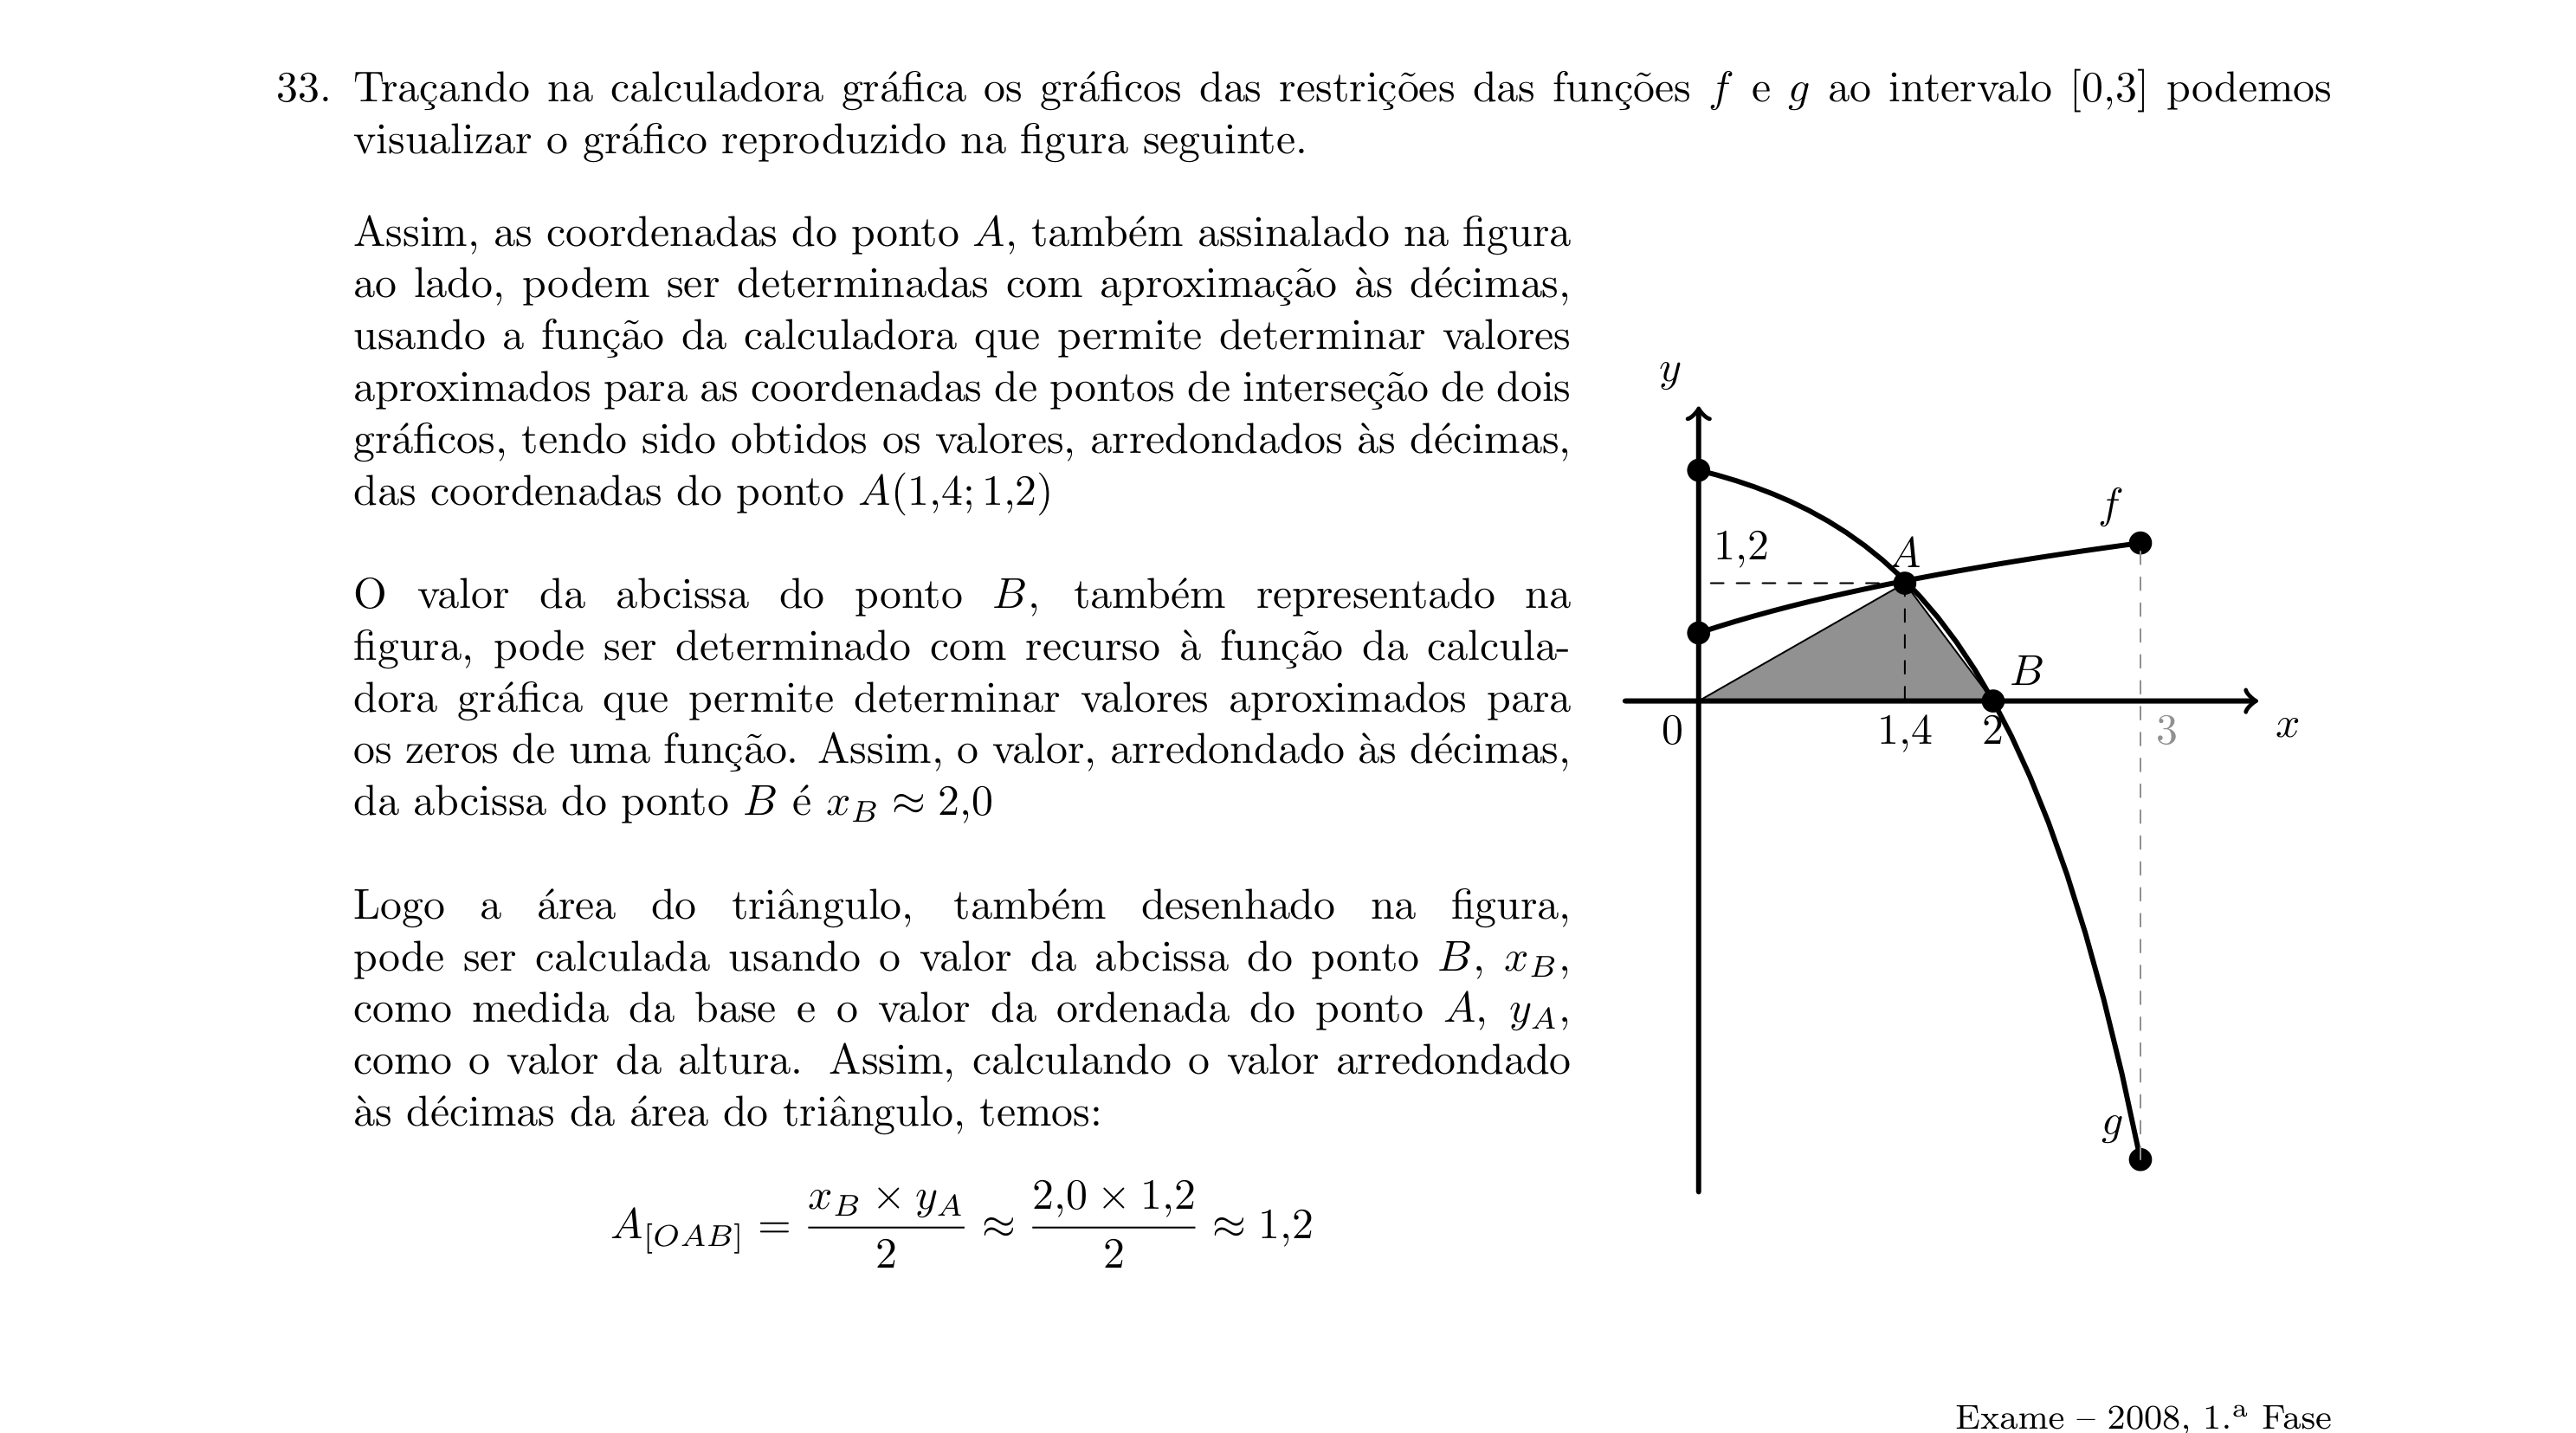 33. Traçando na calculadora gráfica os gráficos das restrições das funções f e g ao intervalo [0,3] podemos
visualizar o gráfico reproduzido na figura seguinte.
Assim, as coordenadas do ponto A, também assinalado na figura
ao lado, podem ser determinadas com aproximação às décimas,
usando a função da calculadora que permite determinar valores
aproximados para as coordenadas de pontos de interseção de dois
gráficos, tendo sido obtidos os valores, arredondados às décimas,
das coordenadas do ponto A(1,4; 1,2)
O valor da abcissa do ponto B, também representado na
figura, pode ser determinado com recurso à função da calcula-
dora gráfica que permite determinar valores aproximados para
os zeros de uma função. Assim, o valor, arredondado às décimas,
da abcissa do ponto B é x_B ≈ 2,0
Logo a área do triângulo, também desenhado na figura,
pode ser calculada usando o valor da abcissa do ponto B, x_B,
como medida da base e o valor da ordenada do ponto A, y_A,
como o valor da altura. Assim, calculando o valor arredondado
às décimas da área do triângulo, temos:
A_[OAB] = (x_B × y_A)/2 ≈ (2,0 × 1,2)/2 ≈ 1,2
y
f
1,2
A
B
0
1,4
2
3
x
g
Exame – 2008, 1.ª Fase